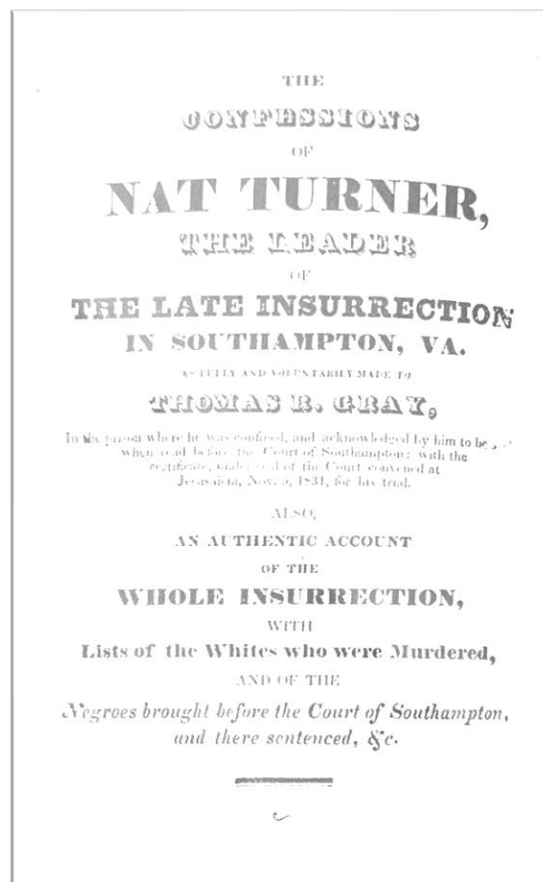 THE
CONFESSIONS
OF
NAT TURNER,
THE LEADER
OF
THE LATE INSURRECTION
IN SOUTHAMPTON, VA.
AS FULLY AND VOLUNTARILY MADE TO
THOMAS R. GRAY,
In the prison where he was confined, and acknowledged by him to be
when read before the Court of Southampton: with the
certificate, under seal of the Court convened at
Jerusalem, Nov. 5, 1831, for his trial.
ALSO,
AN AUTHENTIC ACCOUNT
OF THE
WHOLE INSURRECTION,
WITH
Lists of the Whites who were Murdered,
AND OF THE
Negroes brought before the Court of Southampton,
and there sentenced, &c.